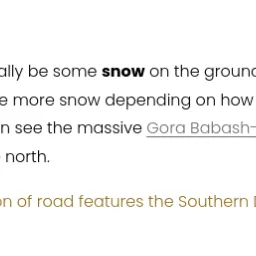 ally be some snow on the ground
e more snow depending on how
n see the massive Gora Babash-
north.
on of road features the Southern